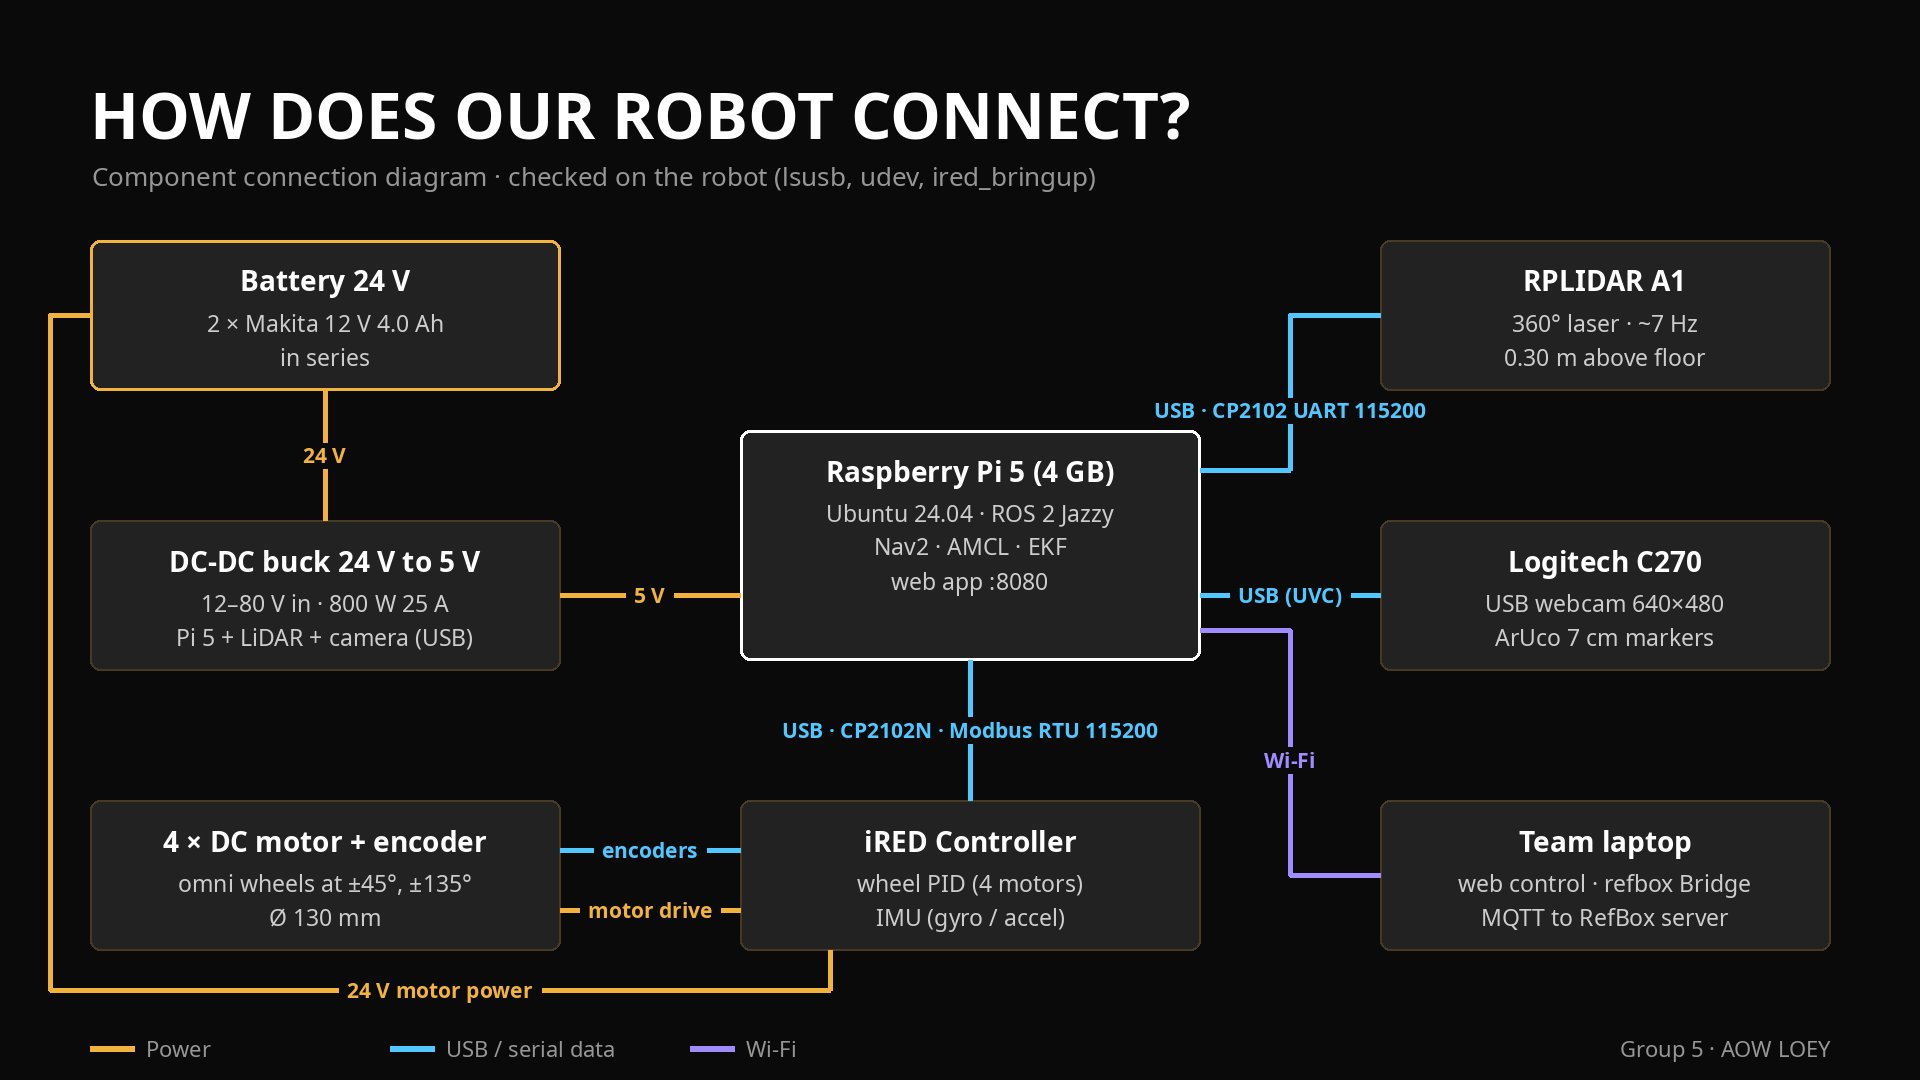 HOW DOES OUR ROBOT CONNECT?
Component connection diagram · checked on the robot (lsusb, udev, ired_bringup)
Battery 24 V
2 × Makita 12 V 4.0 Ah
in series
RPLIDAR A1
360° laser · ~7 Hz
0.30 m above floor
24 V
USB · CP2102 UART 115200
Raspberry Pi 5 (4 GB)
Ubuntu 24.04 · ROS 2 Jazzy
Nav2 · AMCL · EKF
web app :8080
DC-DC buck 24 V to 5 V
12–80 V in · 800 W 25 A
Pi 5 + LiDAR + camera (USB)
5 V
USB (UVC)
Logitech C270
USB webcam 640×480
ArUco 7 cm markers
USB · CP2102N · Modbus RTU 115200
Wi-Fi
4 × DC motor + encoder
omni wheels at ±45°, ±135°
Ø 130 mm
encoders
motor drive
iRED Controller
wheel PID (4 motors)
IMU (gyro / accel)
Team laptop
web control · refbox Bridge
MQTT to RefBox server
24 V motor power
Power
USB / serial data
Wi-Fi
Group 5 · AOW LOEY